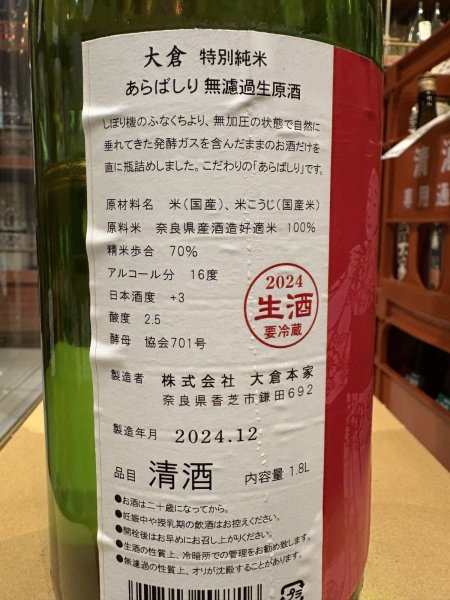 大倉 特別純米
あらばしり 無濾過生原酒
しぼり機のふなくちより、無加圧の状態で自然に
垂れてきた発酵ガスを含んだままのお酒だけを
直に瓶詰めしました。こだわりの「あらばしり」です。
原材料名 米(国産)、米こうじ(国産米)
原料米 奈良県産酒造好適米 100%
精米歩合 70%
アルコール分 16度
日本酒度 +3
酸度 2.5
酵母 協会701号
2024
生酒
要冷蔵
製造者 株式会社 大倉本家
奈良県香芝市鎌田692
製造年月 2024.12
品目 清酒 内容量 1.8L
●お酒は二十歳になってから。
●妊娠中や授乳期の飲酒はお控えください。
●開栓後はお早めにお召し上がりください。
●生酒の性質上、冷暗所での管理をお勧め致します。
●無濾過の性質上、オリが沈殿することがあります。